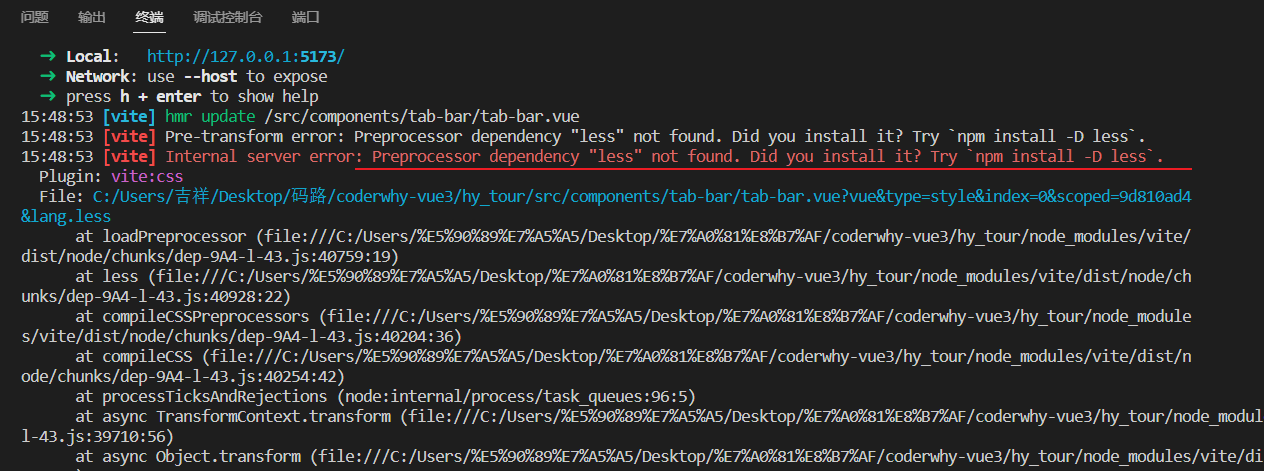 问题 输出 终端 调试控制台 端口
➜ Local: http://127.0.0.1:5173/
➜ Network: use --host to expose
➜ press h + enter to show help
15:48:53 [vite] hmr update /src/components/tab-bar/tab-bar.vue
15:48:53 [vite] Pre-transform error: Preprocessor dependency "less" not found. Did you install it? Try `npm install -D less`.
15:48:53 [vite] Internal server error: Preprocessor dependency "less" not found. Did you install it? Try `npm install -D less`.
Plugin: vite:css
File: C:/Users/吉祥/Desktop/码路/coderwhy-vue3/hy_tour/src/components/tab-bar/tab-bar.vue?vue&type=style&index=0&scoped=9d810ad4
&lang.less
at loadPreprocessor (file:///C:/Users/%E5%90%89%E7%A5%A5/Desktop/%E7%A0%81%E8%B7%AF/coderwhy-vue3/hy_tour/node_modules/vite/
dist/node/chunks/dep-9A4-l-43.js:40759:19)
at less (file:///C:/Users/%E5%90%89%E7%A5%A5/Desktop/%E7%A0%81%E8%B7%AF/coderwhy-vue3/hy_tour/node_modules/vite/dist/node/ch
unks/dep-9A4-l-43.js:40928:22)
at compileCSSPreprocessors (file:///C:/Users/%E5%90%89%E7%A5%A5/Desktop/%E7%A0%81%E8%B7%AF/coderwhy-vue3/hy_tour/node_module
s/vite/dist/node/chunks/dep-9A4-l-43.js:40204:36)
at compileCSS (file:///C:/Users/%E5%90%89%E7%A5%A5/Desktop/%E7%A0%81%E8%B7%AF/coderwhy-vue3/hy_tour/node_modules/vite/dist/n
ode/chunks/dep-9A4-l-43.js:40254:42)
at processTicksAndRejections (node:internal/process/task_queues:96:5)
at async TransformContext.transform (file:///C:/Users/%E5%90%89%E7%A5%A5/Desktop/%E7%A0%81%E8%B7%AF/coderwhy-vue3/hy_tour/node_modul
l-43.js:39710:56)
at async Object.transform (file:///C:/Users/%E5%90%89%E7%A5%A5/Desktop/%E7%A0%81%E8%B7%AF/coderwhy-vue3/hy_tour/node_modules/vite/di